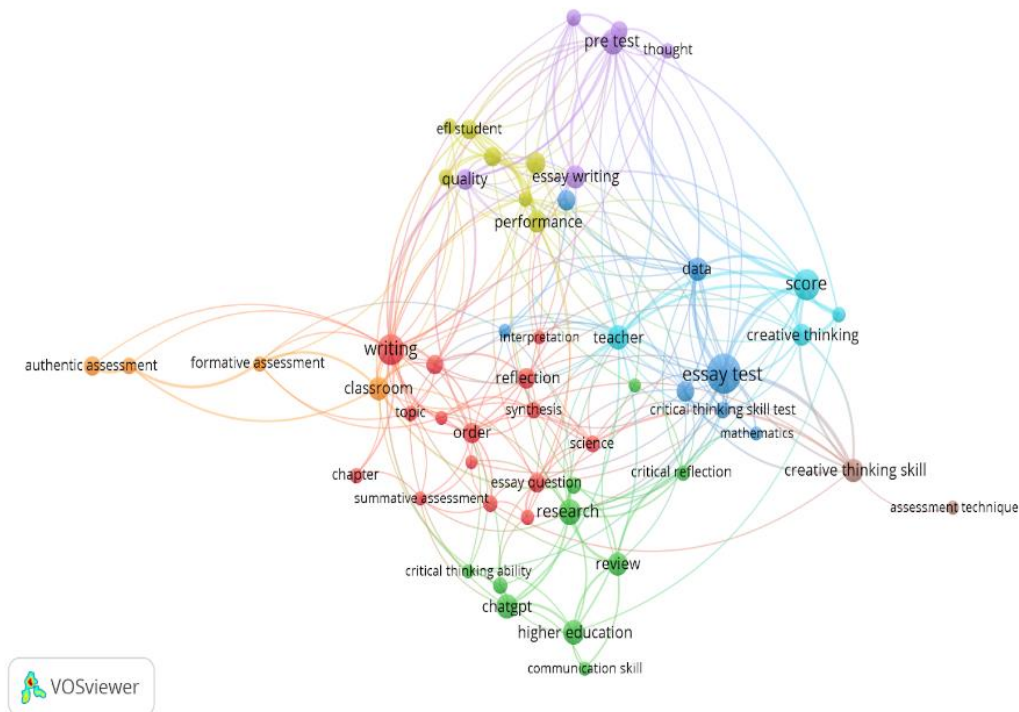 pre test
thought
efl student
quality
essay writing
performance
data
score
interpretation
teacher
creative thinking
writing
authentic assessment
formative assessment
classroom
reflection
essay test
topic
synthesis
critical thinking skill test
order
science
mathematics
chapter
essay question
critical reflection
creative thinking skill
summative assessment
research
assessment technique
critical thinking ability
review
chatgpt
higher education
communication skill
VOSviewer